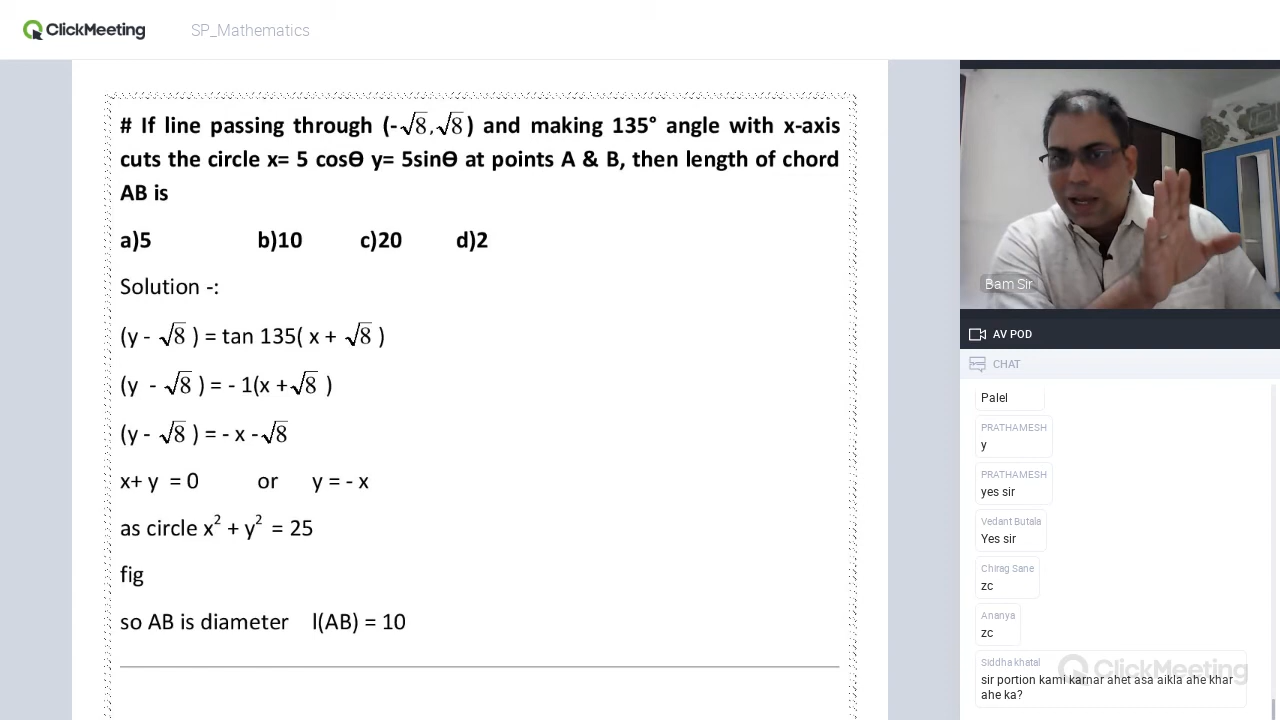 ClickMeeting
SP_Mathematics
# If line passing through (-√8,√8) and making 135° angle with x-axis
cuts the circle x= 5 cosΘ y= 5sinΘ at points A & B, then length of chord
AB is
a)5 b)10 c)20 d)2
Solution -:
(y - √8 ) = tan 135( x + √8 )
(y - √8 ) = - 1(x +√8 )
(y - √8 ) = - x -√8
x+ y = 0 or y = - x
as circle x² + y² = 25
fig
so AB is diameter l(AB) = 10
Bam Sir
AV POD
CHAT
Palel
PRATHAMESH
y
PRATHAMESH
yes sir
Vedant Butala
Yes sir
Chirag Sane
zc
Ananya
zc
Siddha khatal
sir portion kami karnar ahet asa aikla ahe khar
ahe ka?
ClickMeeting